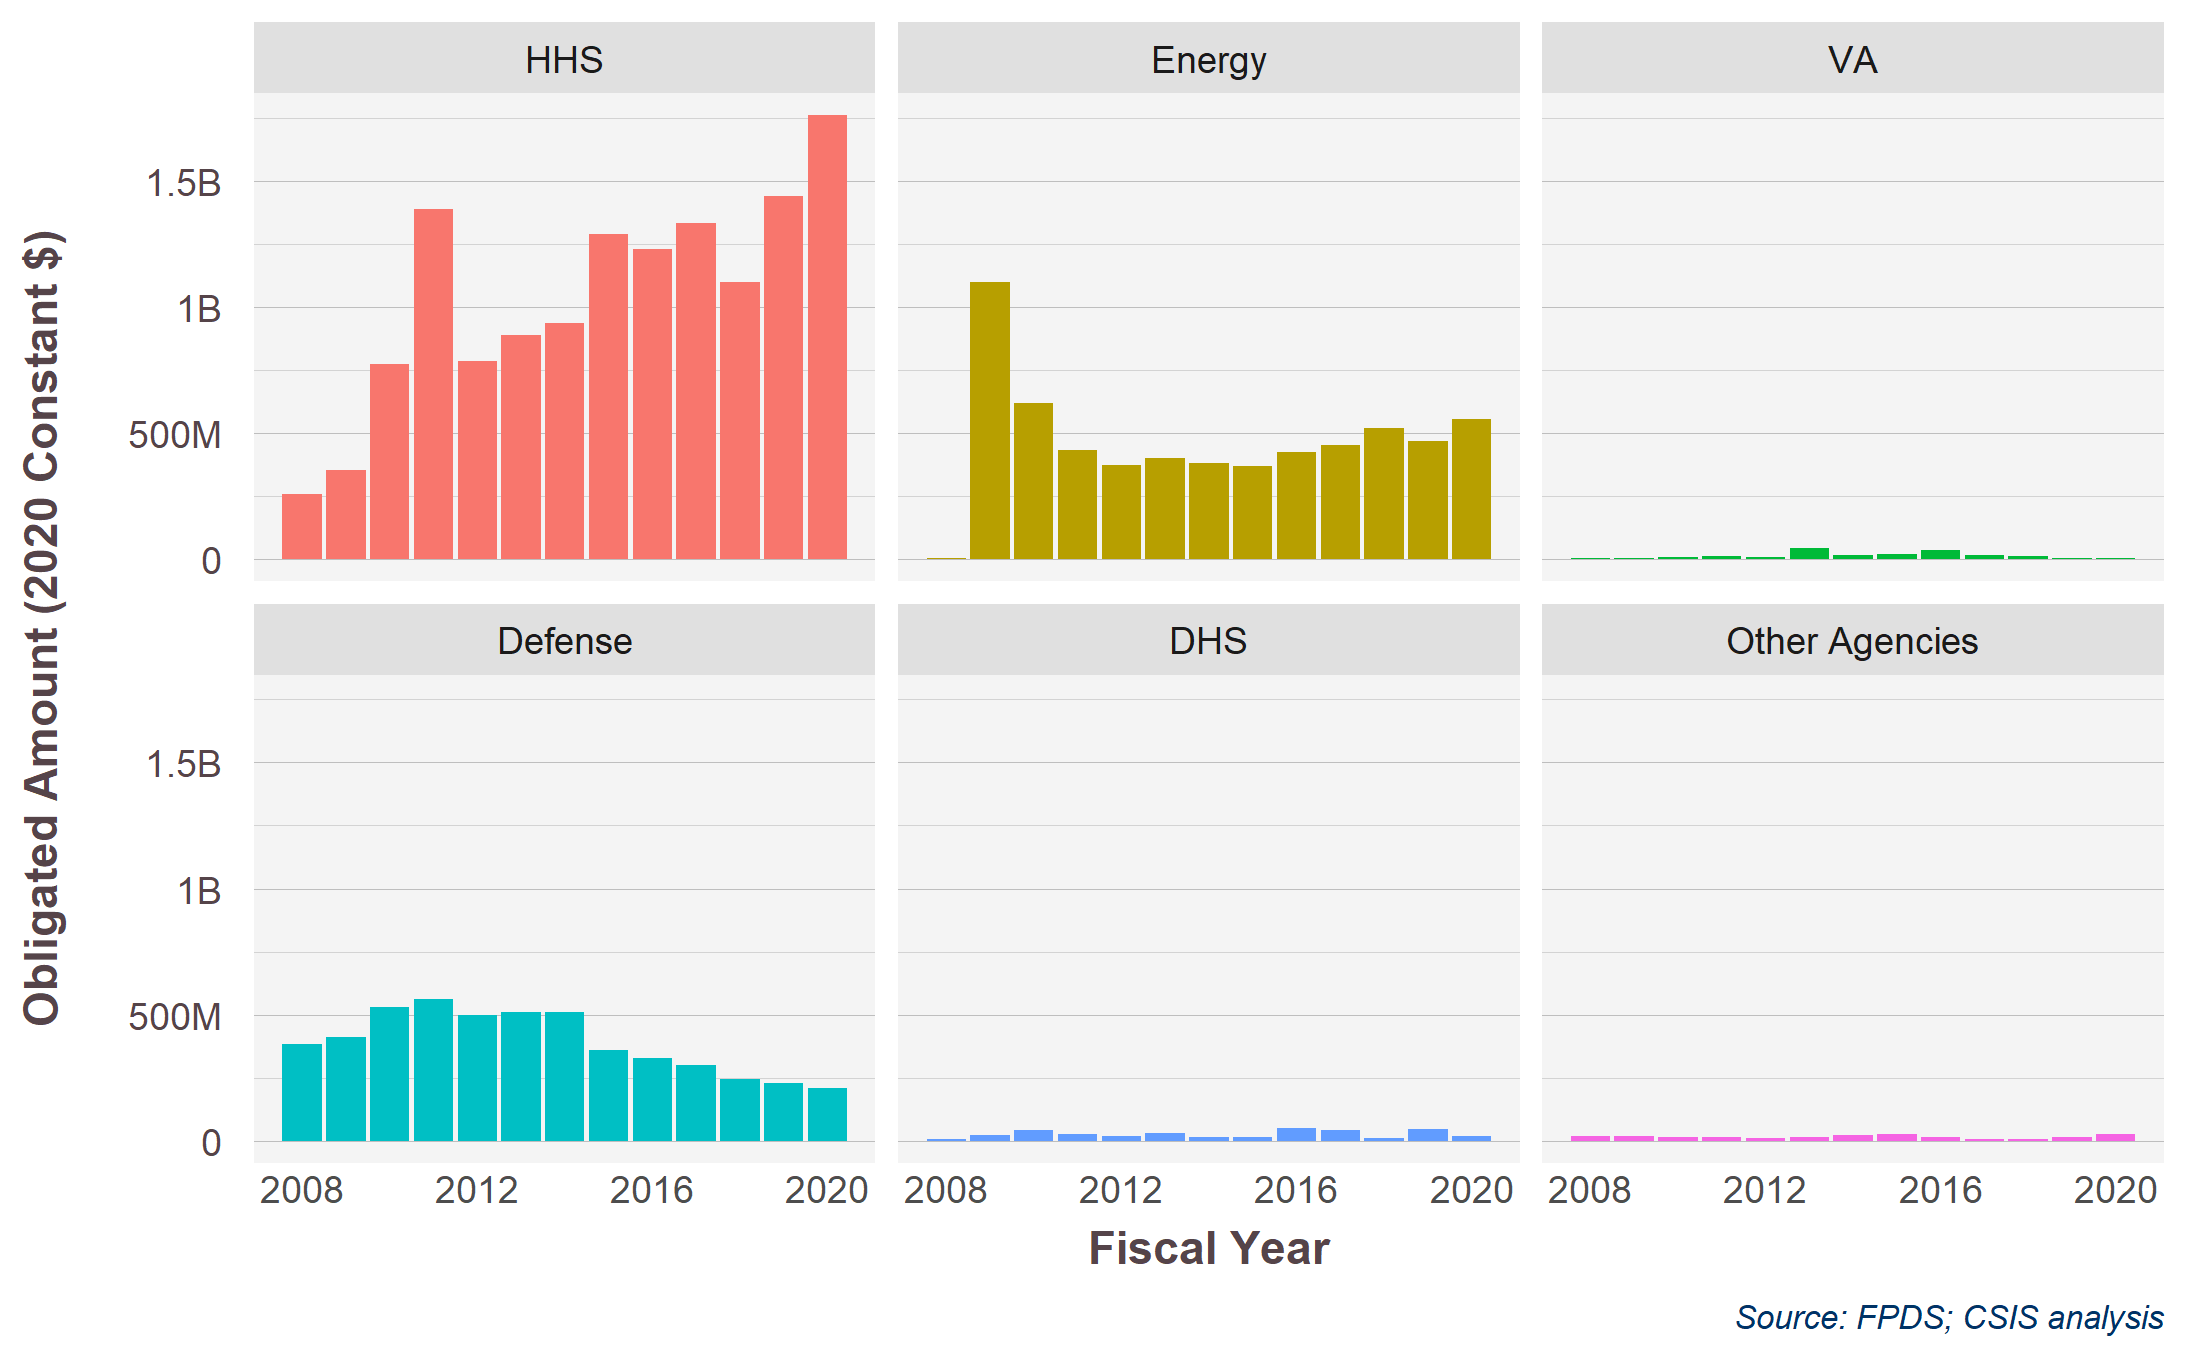 HHS
Energy
VA
1.5B
1B
500M
0
Defense
DHS
Other Agencies
1.5B
1B
500M
0
2008 2012 2016 2020
2008 2012 2016 2020
2008 2012 2016 2020
Obligated Amount (2020 Constant $)
Fiscal Year
Source: FPDS; CSIS analysis